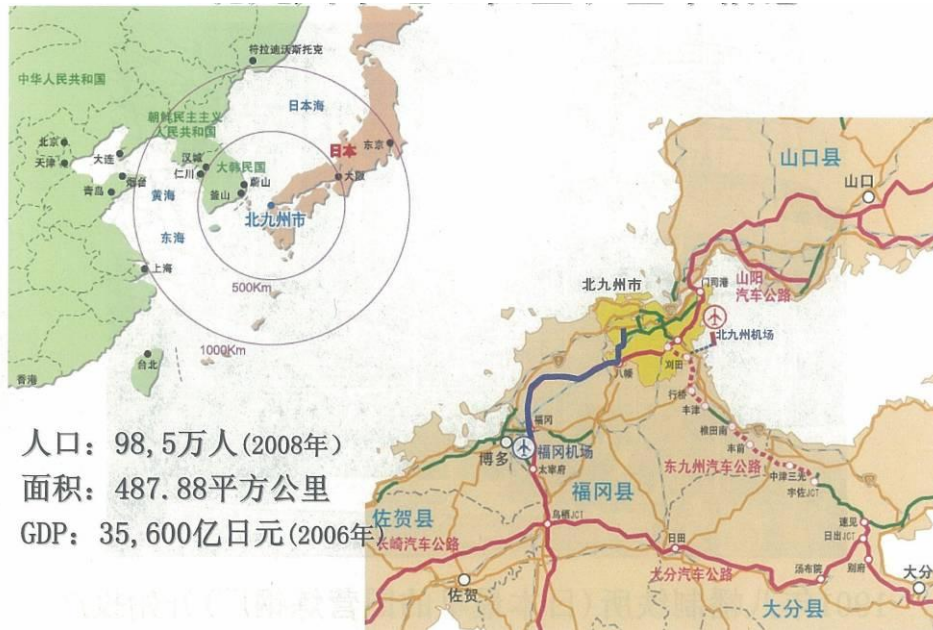 符拉迪沃斯托克
中华人民共和国
日本海
朝鲜民主主义
人民共和国
北京
天津
大连
烟台
青岛
汉城
仁川
大韩民国
蔚山
釜山
日本
东京
大阪
黄海
北九州市
东海
上海
500Km
1000Km
台北
香港
山口县
山口
北九州市
门司港
山阳
汽车公路
北九州机场
八幡
刈田
行桥
丰津
椎田南
丰前
福冈
博多
福冈机场
太宰府
东九州汽车公路
中津三光
宇佐JCT
福冈县
佐贺县
鸟栖JCT
长崎汽车公路
速见
日出JCT
日田
大分汽车公路
汤布院
别府
佐贺
大分
大分县
人口：98,5万人(2008年)
面积：487.88平方公里
GDP：35,600亿日元(2006年)